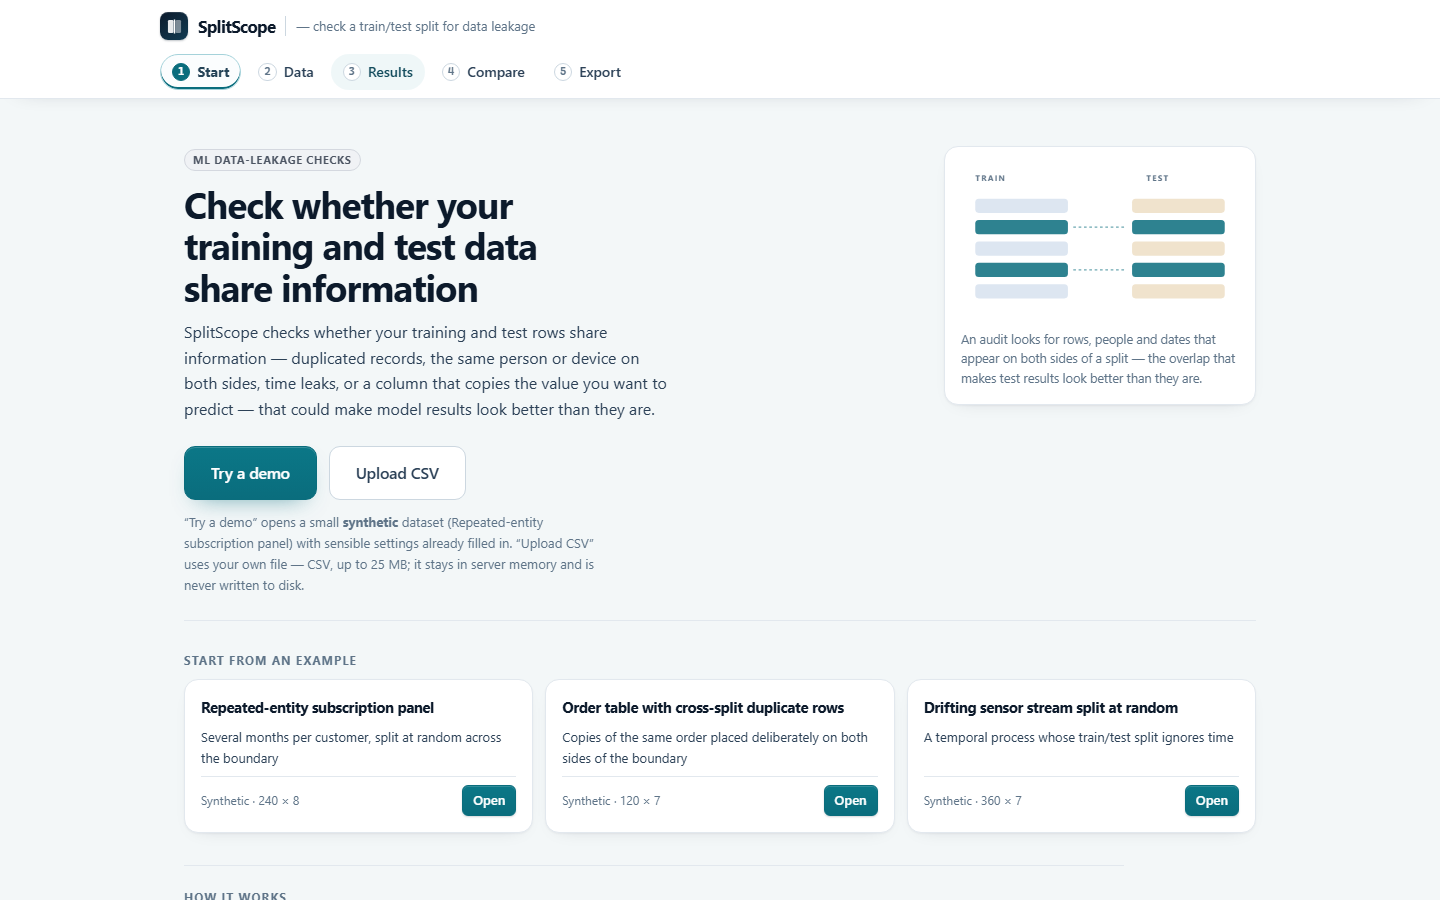 SplitScope
— check a train/test split for data leakage
1 Start
2 Data
3 Results
4 Compare
5 Export
ML DATA-LEAKAGE CHECKS
Check whether your
training and test data
share information
SplitScope checks whether your training and test rows share
information — duplicated records, the same person or device on
both sides, time leaks, or a column that copies the value you want to
predict — that could make model results look better than they are.
Try a demo
Upload CSV
“Try a demo” opens a small synthetic dataset (Repeated-entity
subscription panel) with sensible settings already filled in. “Upload CSV”
uses your own file — CSV, up to 25 MB; it stays in server memory and is
never written to disk.
TRAIN
TEST
An audit looks for rows, people and dates that
appear on both sides of a split — the overlap that
makes test results look better than they are.
START FROM AN EXAMPLE
Repeated-entity subscription panel
Several months per customer, split at random across
the boundary
Synthetic · 240 × 8
Open
Order table with cross-split duplicate rows
Copies of the same order placed deliberately on both
sides of the boundary
Synthetic · 120 × 7
Open
Drifting sensor stream split at random
A temporal process whose train/test split ignores time
Synthetic · 360 × 7
Open
HOW IT WORKS